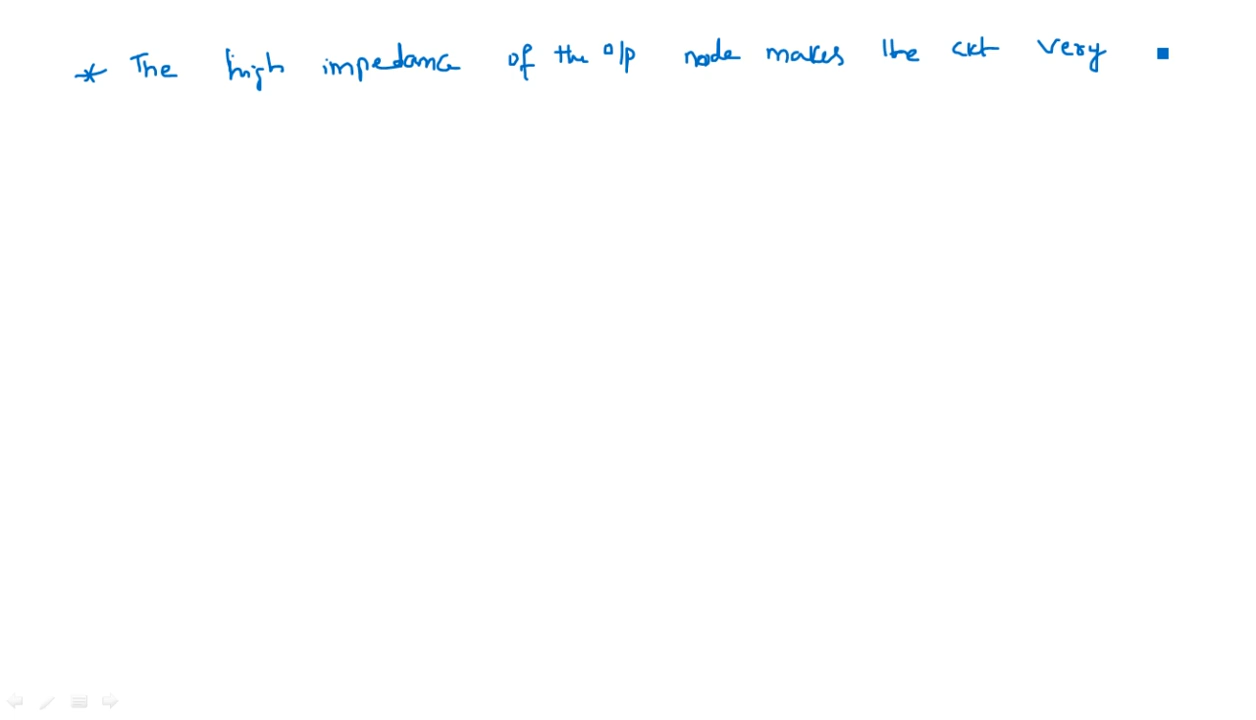 * The high impedance of the o/p node makes the ckt very